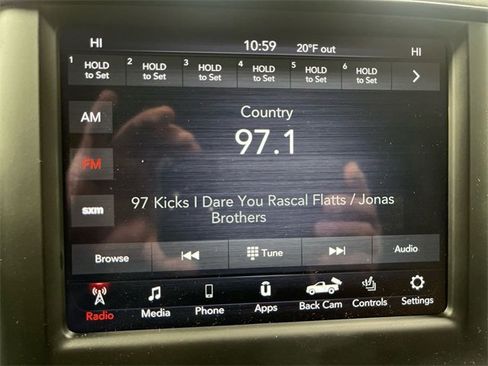 HI 10:59 20°F out HI
1 HOLD to Set 2 HOLD to Set 3 HOLD to Set 4 HOLD to Set 5 HOLD to Set 6 HOLD to Set
Country
AM
97.1
FM
97 Kicks I Dare You Rascal Flatts / Jonas
sxm
Brothers
Browse Tune Audio
Radio Media Phone Apps Back Cam Controls Settings